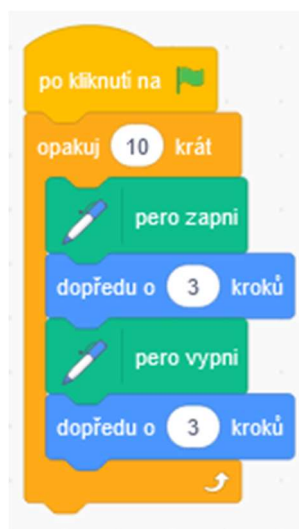 po kliknutí na
opakuj 10 krát
pero zapni
dopředu o 3 kroků
pero vypni
dopředu o 3 kroků